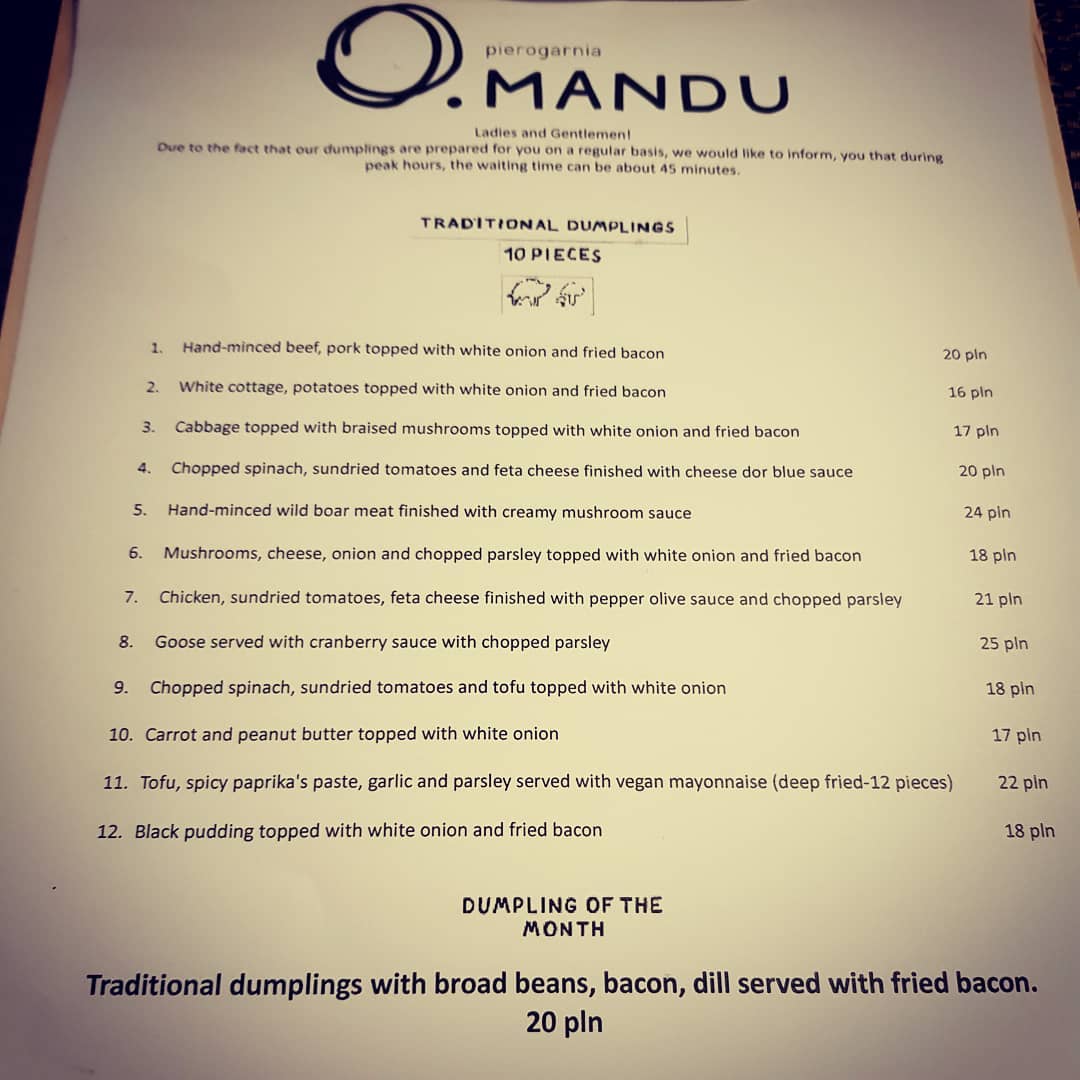 pierogarnia
O.MANDU
Ladies and Gentlemen!
Due to the fact that our dumplings are prepared for you on a regular basis, we would like to inform, you that during
peak hours, the waiting time can be about 45 minutes.
TRADITIONAL DUMPLINGS
10 PIECES
1. Hand-minced beef, pork topped with white onion and fried bacon 20 pln
2. White cottage, potatoes topped with white onion and fried bacon 16 pln
3. Cabbage topped with braised mushrooms topped with white onion and fried bacon 17 pln
4. Chopped spinach, sundried tomatoes and feta cheese finished with cheese dor blue sauce 20 pln
5. Hand-minced wild boar meat finished with creamy mushroom sauce 24 pln
6. Mushrooms, cheese, onion and chopped parsley topped with white onion and fried bacon 18 pln
7. Chicken, sundried tomatoes, feta cheese finished with pepper olive sauce and chopped parsley 21 pln
8. Goose served with cranberry sauce with chopped parsley 25 pln
9. Chopped spinach, sundried tomatoes and tofu topped with white onion 18 pln
10. Carrot and peanut butter topped with white onion 17 pln
11. Tofu, spicy paprika's paste, garlic and parsley served with vegan mayonnaise (deep fried-12 pieces) 22 pln
12. Black pudding topped with white onion and fried bacon 18 pln
DUMPLING OF THE
MONTH
Traditional dumplings with broad beans, bacon, dill served with fried bacon.
20 pln